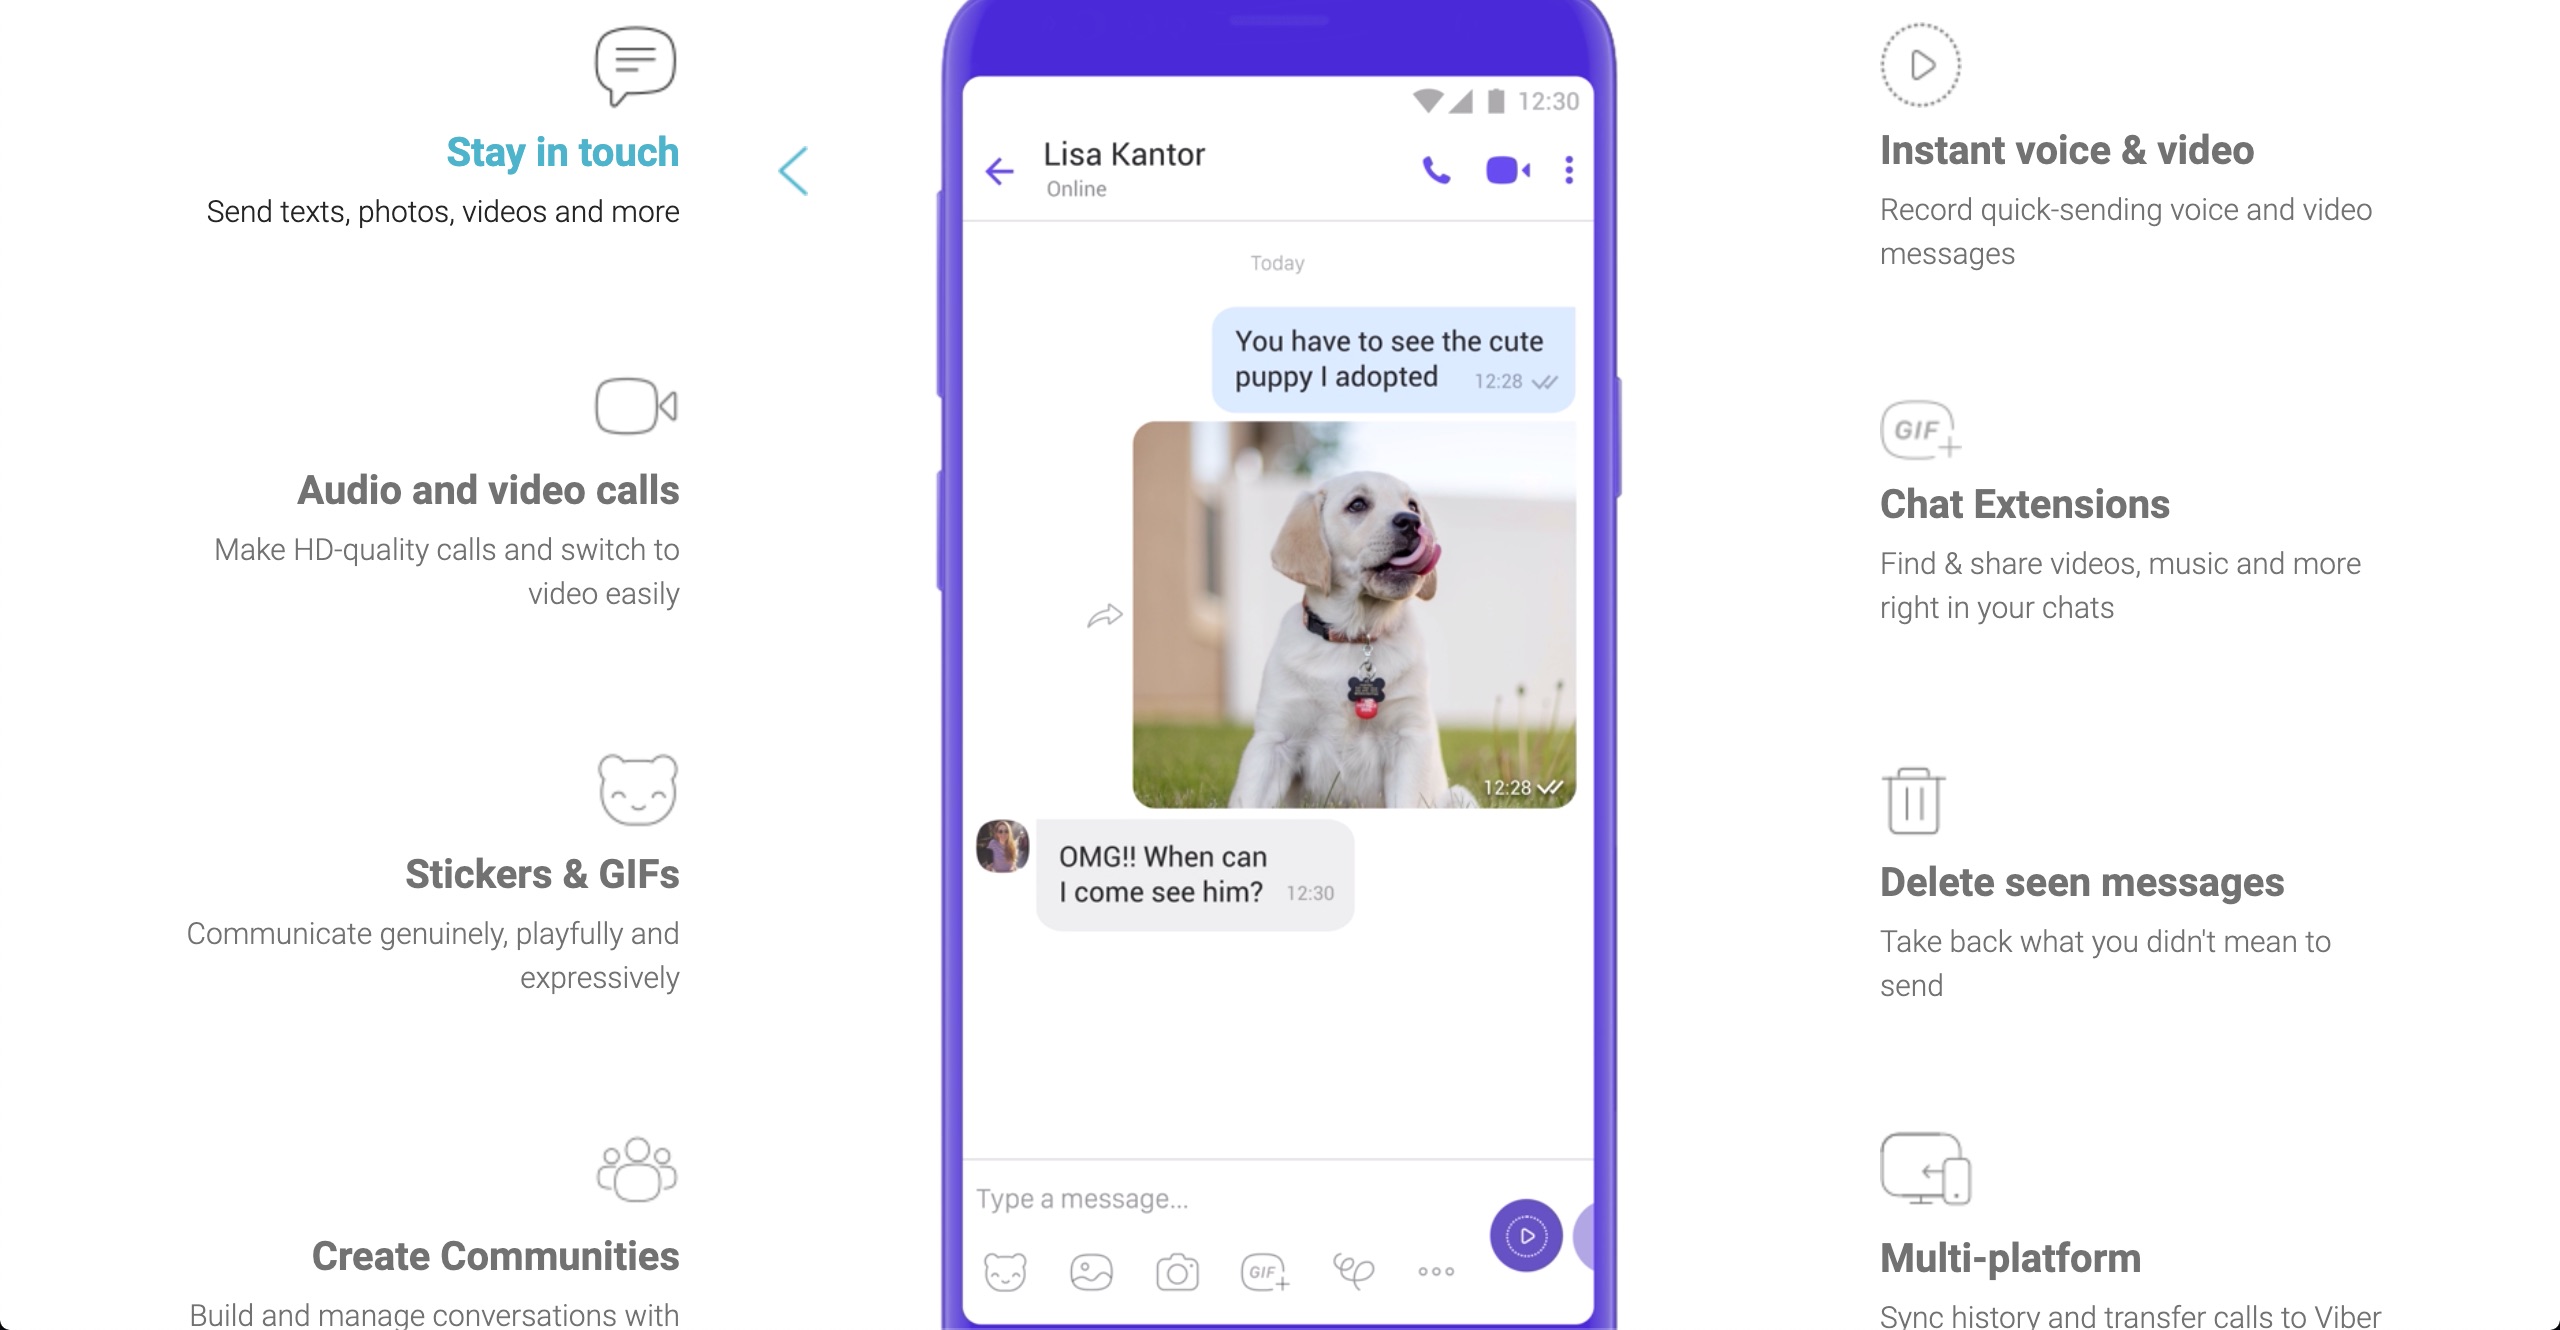 Stay in touch
Send texts, photos, videos and more
Audio and video calls
Make HD-quality calls and switch to
video easily
Stickers & GIFs
Communicate genuinely, playfully and
expressively
Create Communities
Build and manage conversations with
12:30
Lisa Kantor
Online
Today
You have to see the cute
puppy I adopted 12:28
12:28
OMG!! When can
I come see him? 12:30
Type a message...
GIF
Instant voice & video
Record quick-sending voice and video
messages
GIF
Chat Extensions
Find & share videos, music and more
right in your chats
Delete seen messages
Take back what you didn't mean to
send
Multi-platform
Sync history and transfer calls to Viber